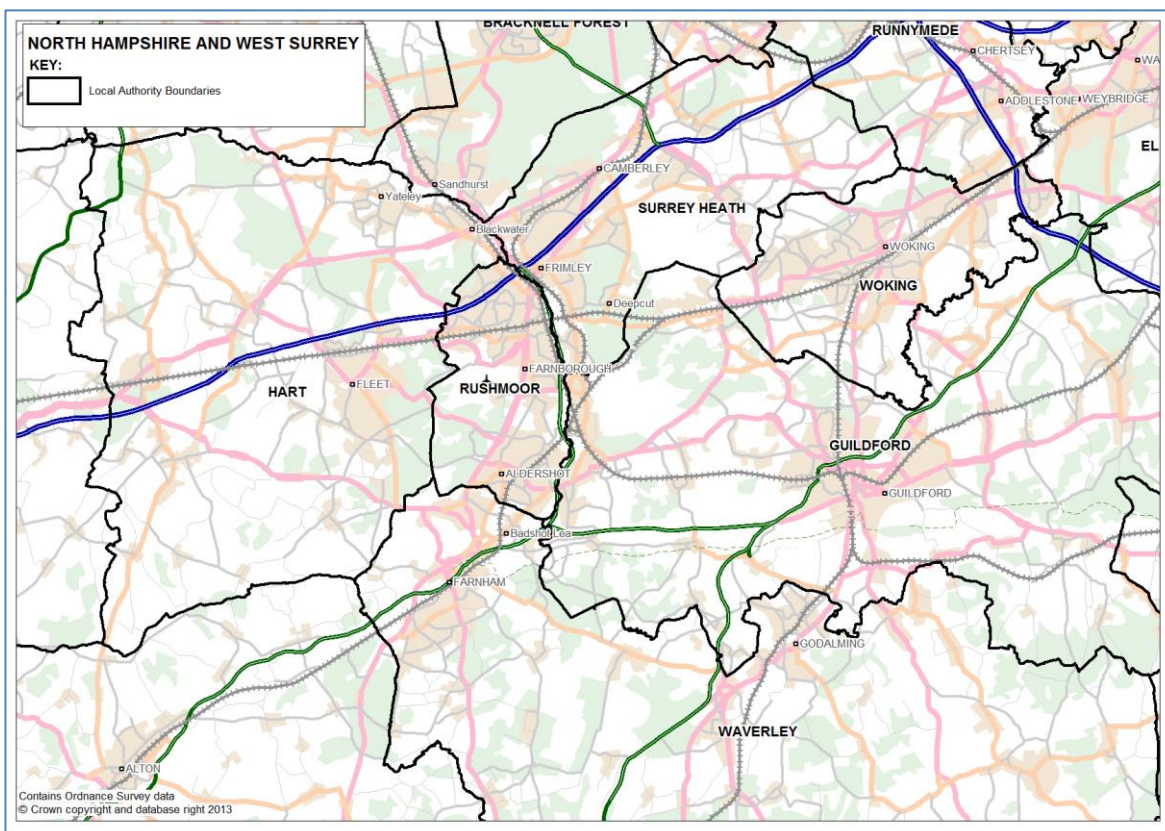 NORTH HAMPSHIRE AND WEST SURREY
KEY:
Local Authority Boundaries
BRACKNELL FOREST
RUNNYMEDE
CHERTSEY
WA
ADDLESTONE
WEYBRIDGE
EL
CAMBERLEY
Sandhurst
Yateley
SURREY HEATH
Blackwater
WOKING
FRIMLEY
WOKING
Deepcut
FARNBOROUGH
RUSHMOOR
HART
FLEET
GUILDFORD
ALDERSHOT
GUILDFORD
Badshot Lea
FARNHAM
GODALMING
WAVERLEY
ALTON
Contains Ordnance Survey data
© Crown copyright and database right 2013